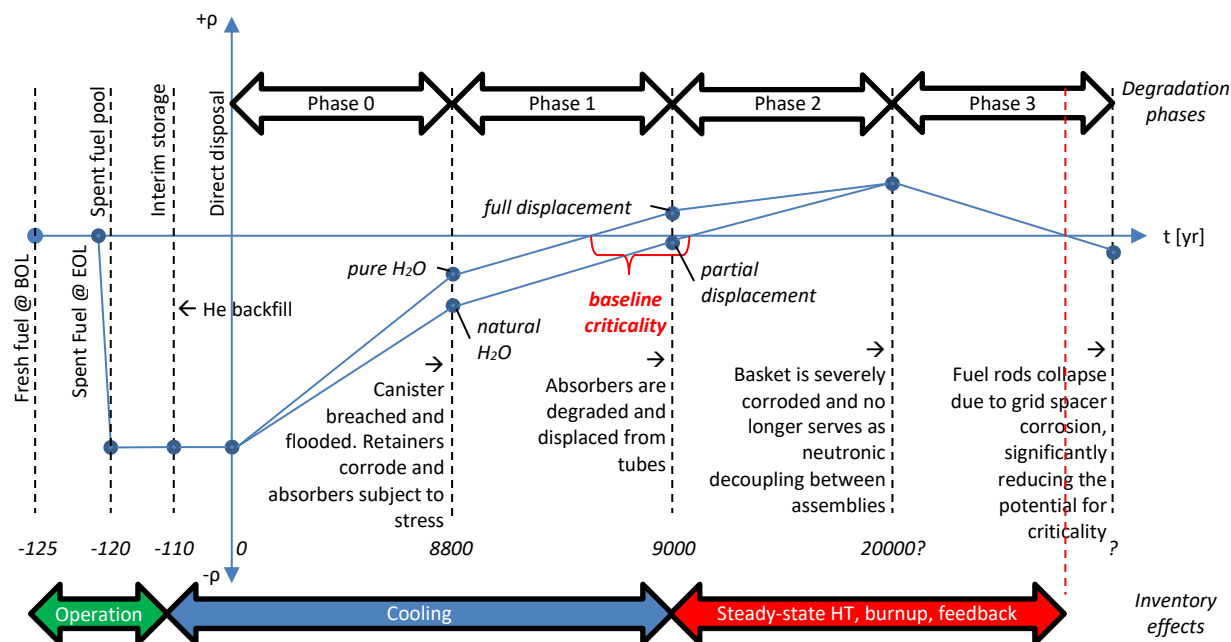 +ρ
Phase 0
Phase 1
Phase 2
Phase 3
Degradation
phases
Fresh fuel @ BOL
Spent Fuel @ EOL
Spent fuel pool
Interim storage
Direct disposal
full displacement
t [yr]
pure H₂O
partial
displacement
baseline
criticality
← He backfill
natural
H₂O
→
Canister
breached and
flooded. Retainers
corrode and
absorbers subject to
stress
→
Absorbers are
degraded and
displaced from
tubes
→
Basket is severely
corroded and no
longer serves as
neutronic
decoupling between
assemblies
→
Fuel rods collapse
due to grid spacer
corrosion,
significantly
reducing the
potential for
criticality
-125
-120
-110
0
8800
9000
20000?
?
-ρ
Operation
Cooling
Steady-state HT, burnup, feedback
Inventory
effects